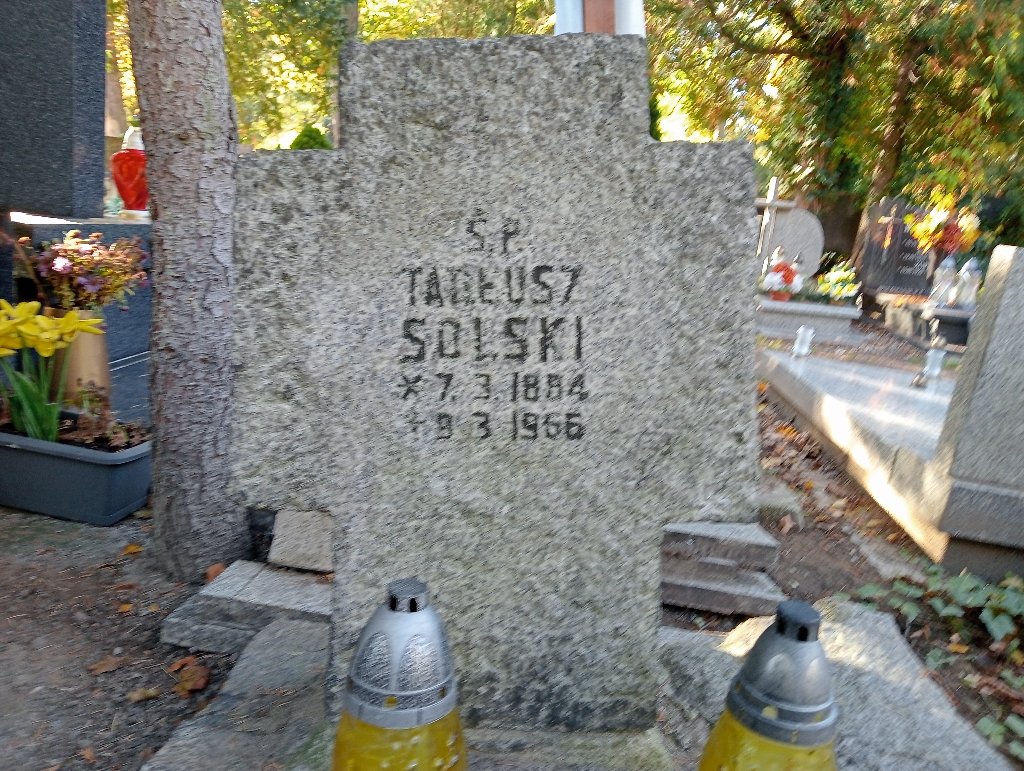 Ś.P.
TADEUSZ
SOLSKI
* 7. 3. 1884
† 9 3 1966